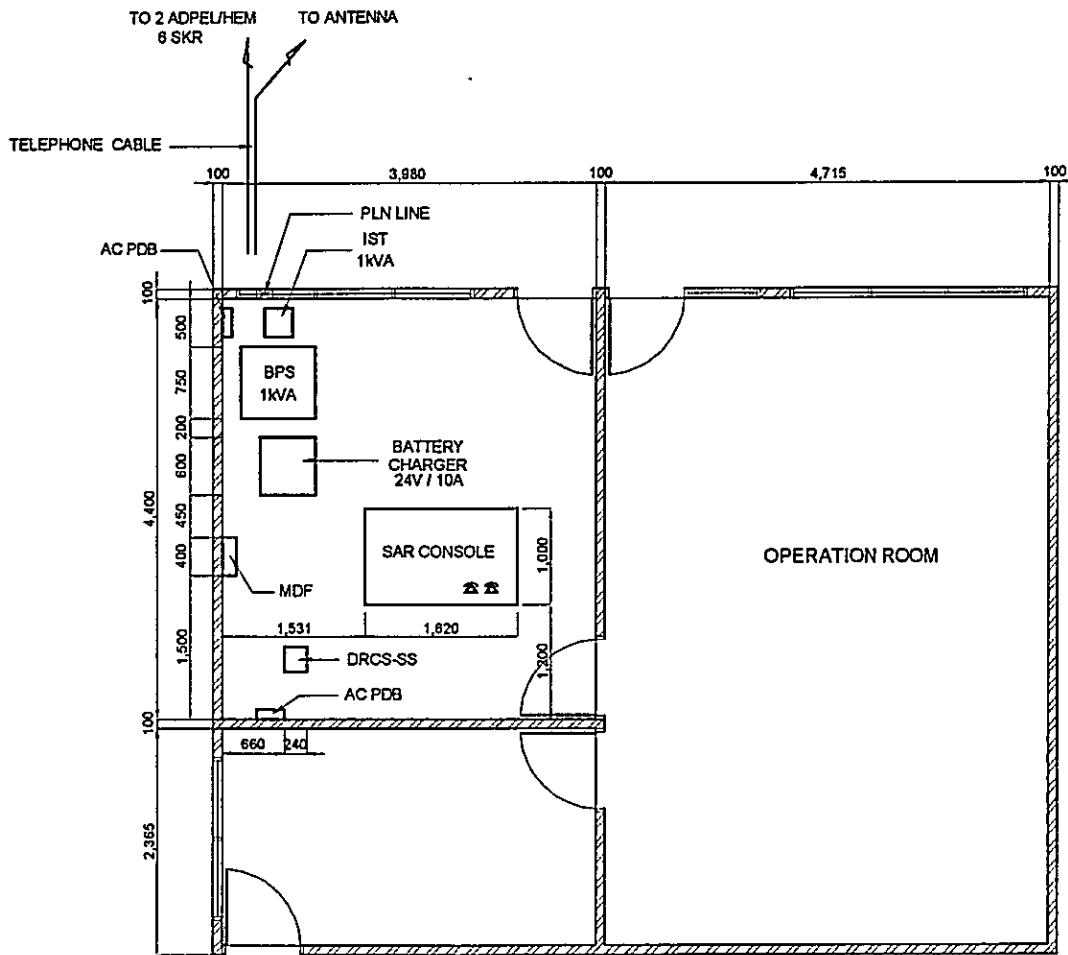 TO 2 ADPEL/HEM
6 SKR
TO ANTENNA
TELEPHONE CABLE
100
3,980
100
4,715
100
PLN LINE
IST
1kVA
AC PDB
100
500
750
200
600
450
400
1,500
4,400
100
2,365
BPS
1kVA
BATTERY
CHARGER
24V / 10A
SAR CONSOLE
1,000
OPERATION ROOM
MDF
1,531
1,620
1,200
DRCS-SS
AC PDB
660
240